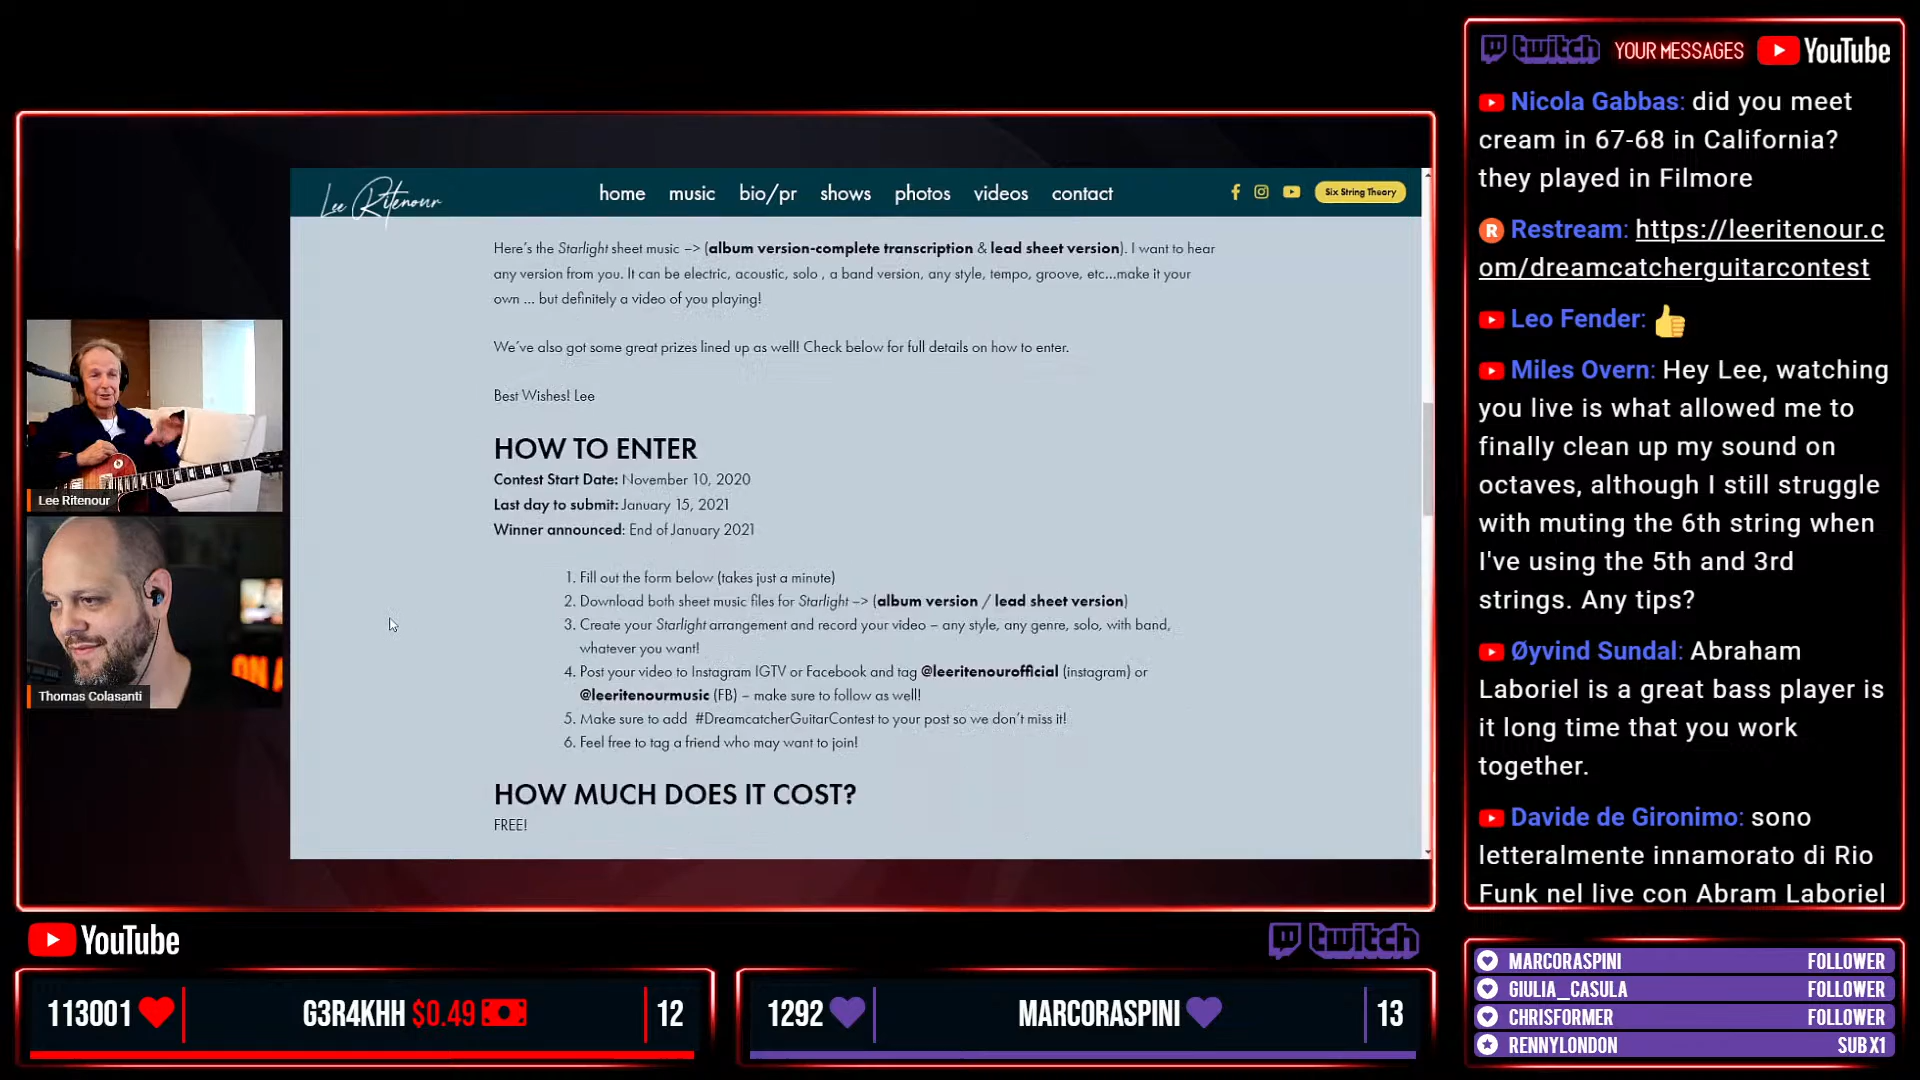 Lee Ritenour
home music bio/pr shows photos videos contact
Six String Theory
Here's the Starlight sheet music –> (album version-complete transcription & lead sheet version). I want to hear
any version from you. It can be electric, acoustic, solo , a band version, any style, tempo, groove, etc...make it your
own ... but definitely a video of you playing!
We've also got some great prizes lined up as well! Check below for full details on how to enter.
Best Wishes! Lee
HOW TO ENTER
Contest Start Date: November 10, 2020
Last day to submit: January 15, 2021
Winner announced: End of January 2021
1. Fill out the form below (takes just a minute)
2. Download both sheet music files for Starlight –> (album version / lead sheet version)
3. Create your Starlight arrangement and record your video – any style, any genre, solo, with band,
whatever you want!
4. Post your video to Instagram IGTV or Facebook and tag @leeritenourofficial (instagram) or
@leeritenourmusic (FB) – make sure to follow as well!
5. Make sure to add #DreamcatcherGuitarContest to your post so we don't miss it!
6. Feel free to tag a friend who may want to join!
HOW MUCH DOES IT COST?
FREE!
Lee Ritenour
Thomas Colasanti
ON A
twitch YOUR MESSAGES YouTube
Nicola Gabbas: did you meet
cream in 67-68 in California?
they played in Filmore
Restream: https://leeritenour.c
om/dreamcatcherguitarcontest
Leo Fender: 👍
Miles Overn: Hey Lee, watching
you live is what allowed me to
finally clean up my sound on
octaves, although I still struggle
with muting the 6th string when
I've using the 5th and 3rd
strings. Any tips?
Øyvind Sundal: Abraham
Laboriel is a great bass player is
it long time that you work
together.
Davide de Gironimo: sono
letteralmente innamorato di Rio
Funk nel live con Abram Laboriel
YouTube
113001 G3R4KHH $0.49 12
twitch
1292 MARCORASPINI 13
MARCORASPINI FOLLOWER
GIULIA_CASULA FOLLOWER
CHRISFORMER FOLLOWER
RENNYLONDON SUB X1